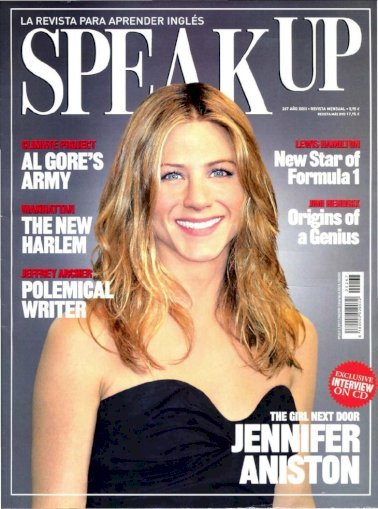 LA REVISTA PARA APRENDER INGLÉS
SPEAK UP
CLIMATE PROJECT
AL GORE'S
ARMY
MANHATTAN
THE NEW
HARLEM
JEFFREY ARCHER
POLEMICAL
WRITER
LEWIS HAMILTON
New Star of
Formula 1
JIMI HENDRIX
Origins of
a Genius
EXCLUSIVE
INTERVIEW
ON CD
THE GIRL NEXT DOOR
JENNIFER
ANISTON